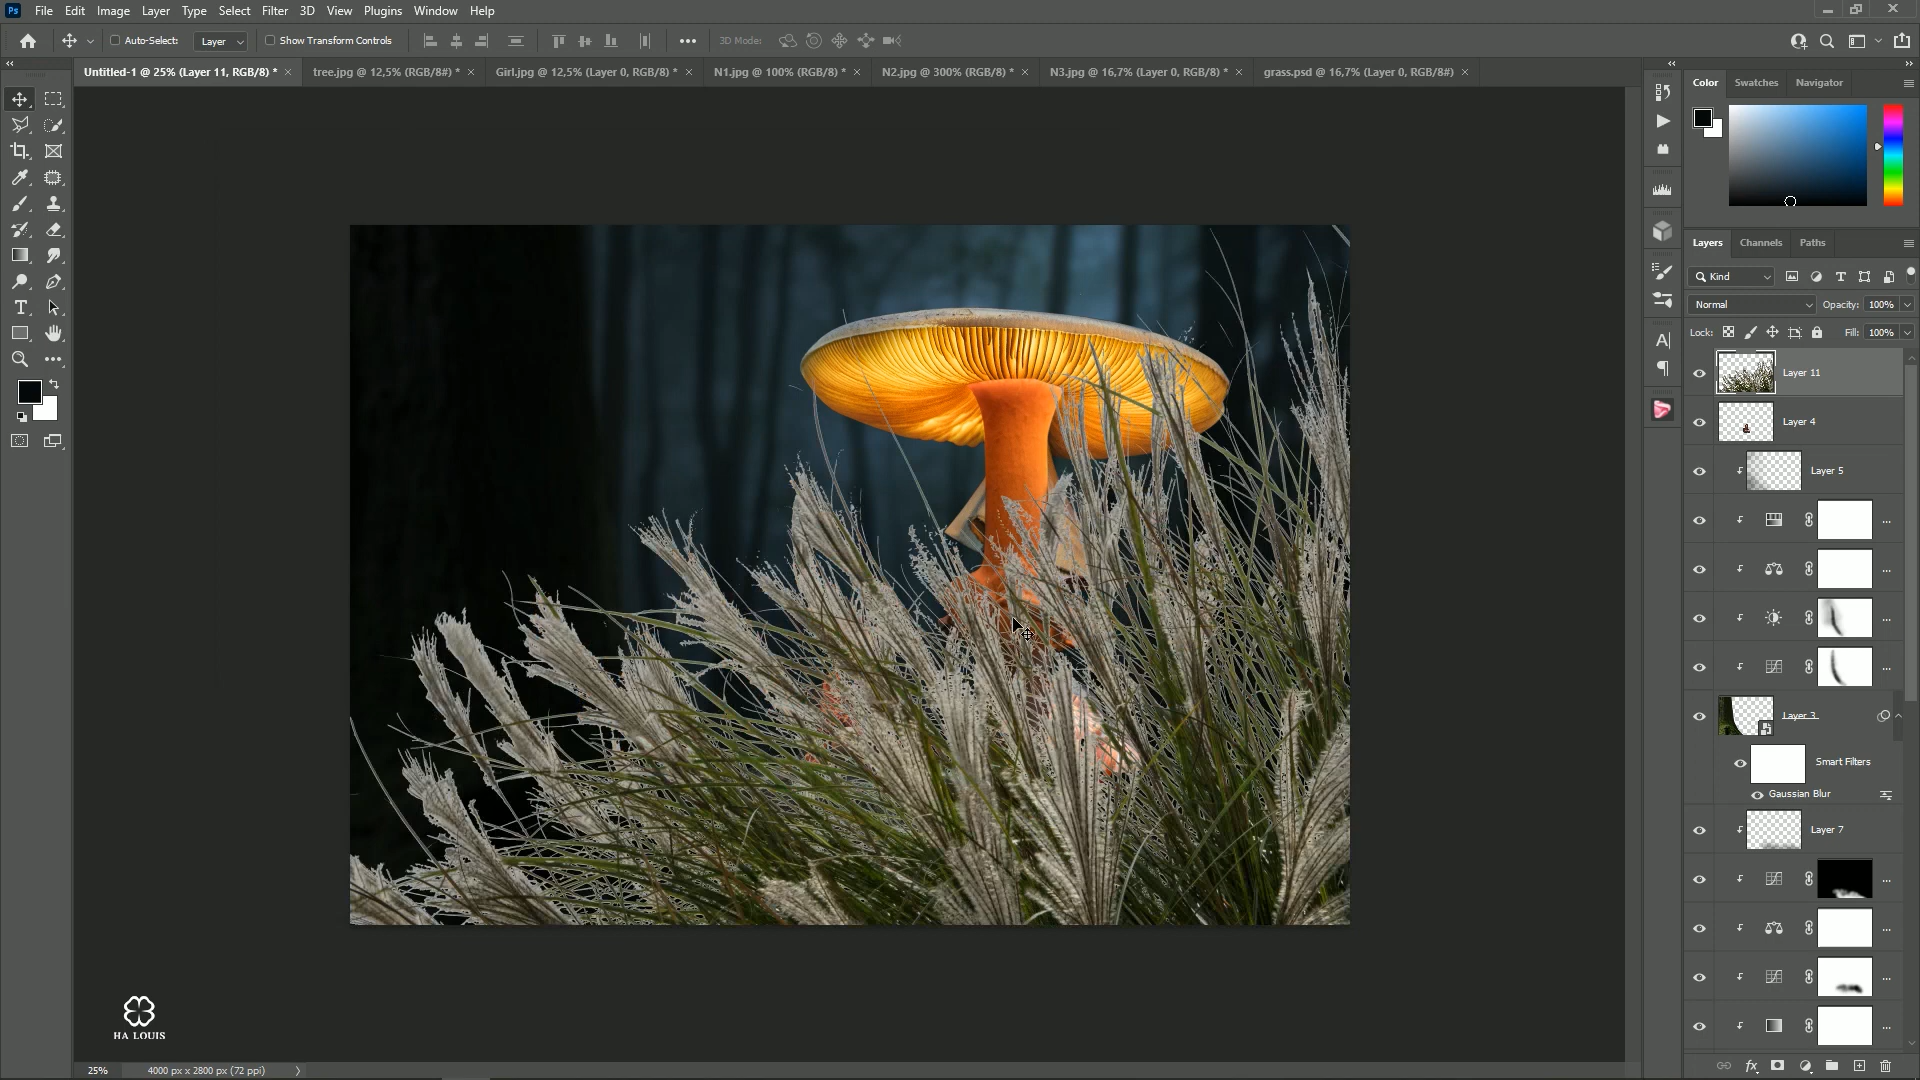 Ps File Edit Image Layer Type Select Filter 3D View Plugins Window Help
Auto-Select: Layer Show Transform Controls 3D Mode:
Untitled-1 @ 25% (Layer 11, RGB/8) * tree.jpg @ 12,5% (RGB/8#) * Girl.jpg @ 12,5% (Layer 0, RGB/8) * N1.jpg @ 100% (RGB/8) * N2.jpg @ 300% (RGB/8) * N3.jpg @ 16,7% (Layer 0, RGB/8) * grass.psd @ 16,7% (Layer 0, RGB/8#)
Color Swatches Navigator
Layers Channels Paths
Kind
Normal Opacity: 100%
Lock: Fill: 100%
Layer 11
Layer 4
Layer 5
Layer 3
Smart Filters
Gaussian Blur
Layer 7
HA LOUIS
25% 4000 px x 2800 px (72 ppi)